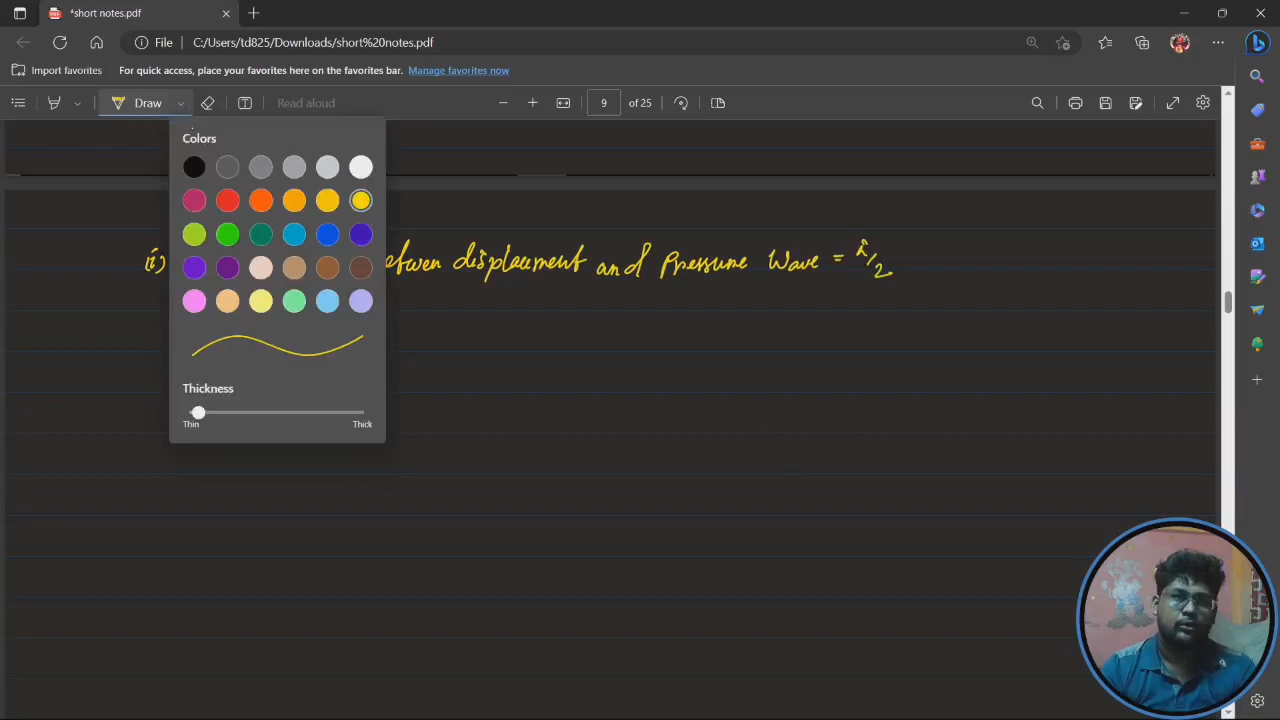 *short notes.pdf
File C:/Users/td825/Downloads/short%20notes.pdf
Import favorites For quick access, place your favorites here on the favorites bar. Manage favorites now
Draw Read aloud 9 of 25
Colors
(i) displacement and Pressure Wave = π/2
Thickness
Thin Thick